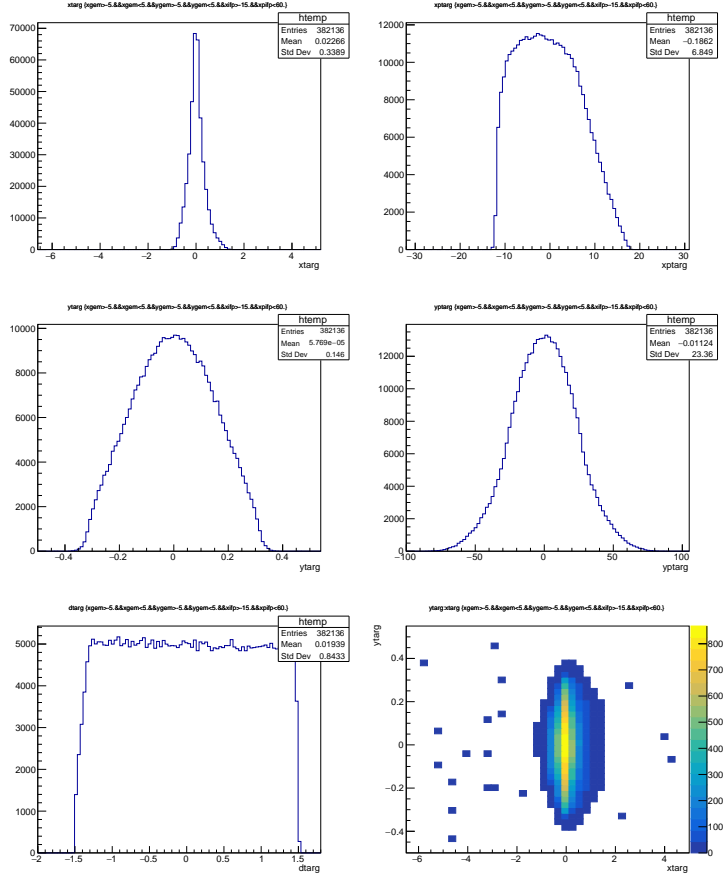 xtarg {xgem>-5.&&xgem<5.&&ygem>-5.&&ygem<5.&&xifp>-15.&&xpifp<60.}
htemp
Entries 382136
Mean 0.02266
Std Dev 0.3389
70000
60000
50000
40000
30000
20000
10000
0
−6 −4 −2 0 2 4
xtarg
xptarg {xgem>-5.&&xgem<5.&&ygem>-5.&&ygem<5.&&xifp>-15.&&xpifp<60.}
htemp
Entries 382136
Mean −0.1862
Std Dev 6.849
12000
10000
8000
6000
4000
2000
0
−30 −20 −10 0 10 20 30
xptarg
ytarg {xgem>-5.&&xgem<5.&&ygem>-5.&&ygem<5.&&xifp>-15.&&xpifp<60.}
htemp
Entries 382136
Mean 5.769e−05
Std Dev 0.146
10000
8000
6000
4000
2000
0
−0.4 −0.2 0 0.2 0.4
ytarg
yptarg {xgem>-5.&&xgem<5.&&ygem>-5.&&ygem<5.&&xifp>-15.&&xpifp<60.}
htemp
Entries 382136
Mean −0.01124
Std Dev 23.36
12000
10000
8000
6000
4000
2000
0
−100 −50 0 50 100
yptarg
dtarg {xgem>-5.&&xgem<5.&&ygem>-5.&&ygem<5.&&xifp>-15.&&xpifp<60.}
htemp
Entries 382136
Mean 0.01939
Std Dev 0.8433
5000
4000
3000
2000
1000
0
−2 −1.5 −1 −0.5 0 0.5 1 1.5
dtarg
ytarg:xtarg {xgem>-5.&&xgem<5.&&ygem>-5.&&ygem<5.&&xifp>-15.&&xpifp<60.}
ytarg
0.4
0.2
0
−0.2
−0.4
−6 −4 −2 0 2 4
xtarg
800
700
600
500
400
300
200
100
0